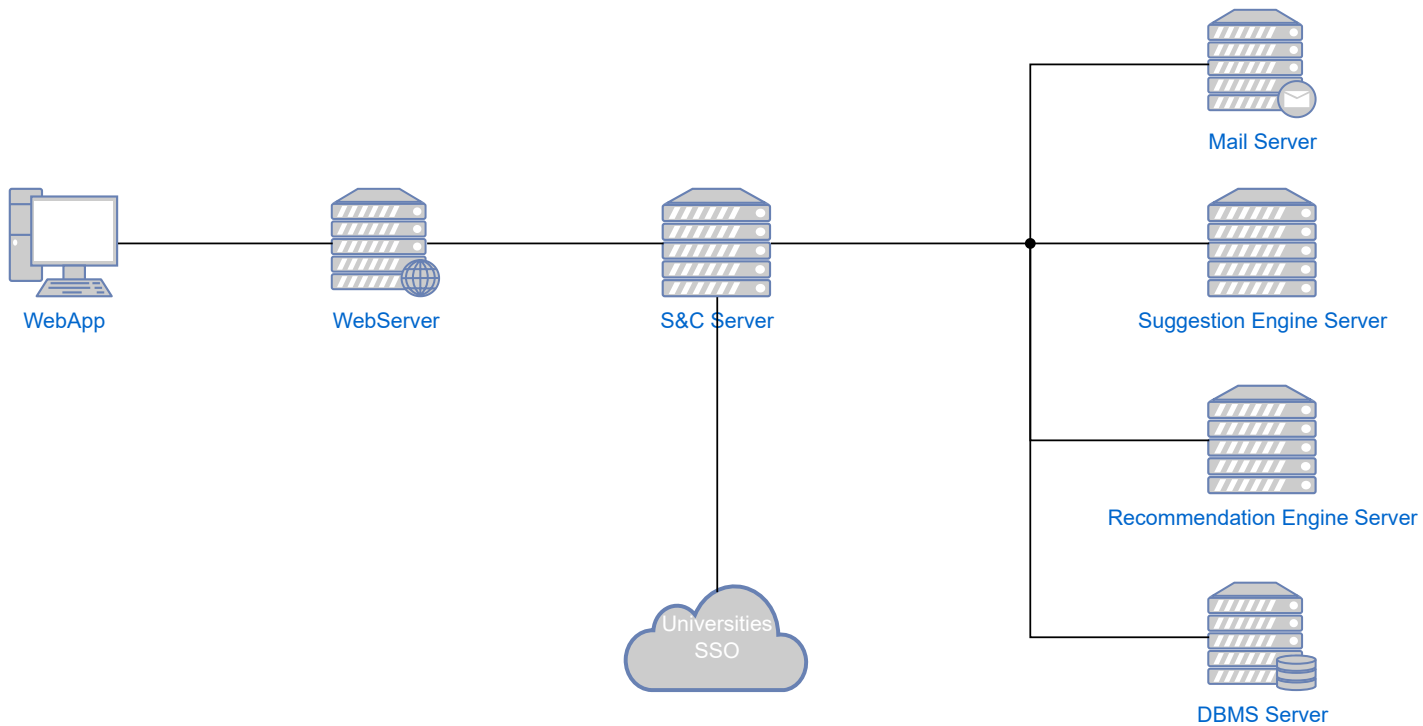 Mail Server
WebApp
WebServer
S&C Server
Suggestion Engine Server
Recommendation Engine Server
Universities
SSO
DBMS Server